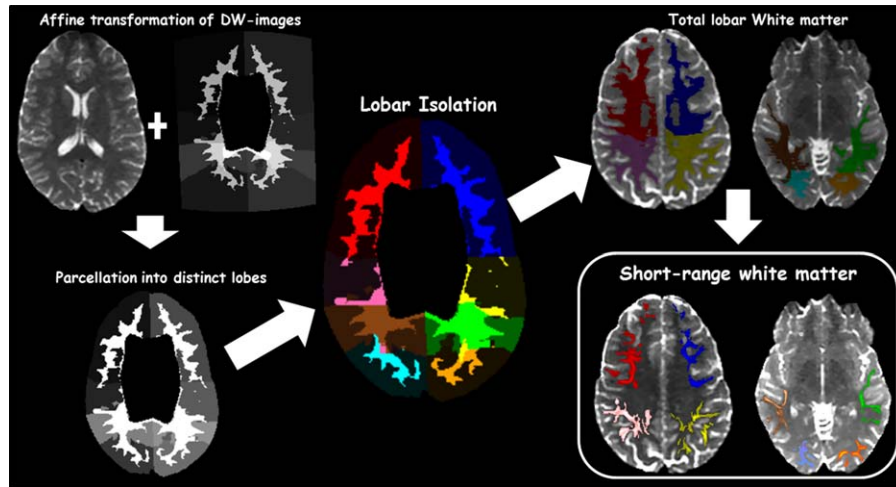 Affine transformation of DW-images
+
Parcellation into distinct lobes
Lobar Isolation
Total lobar White matter
Short-range white matter